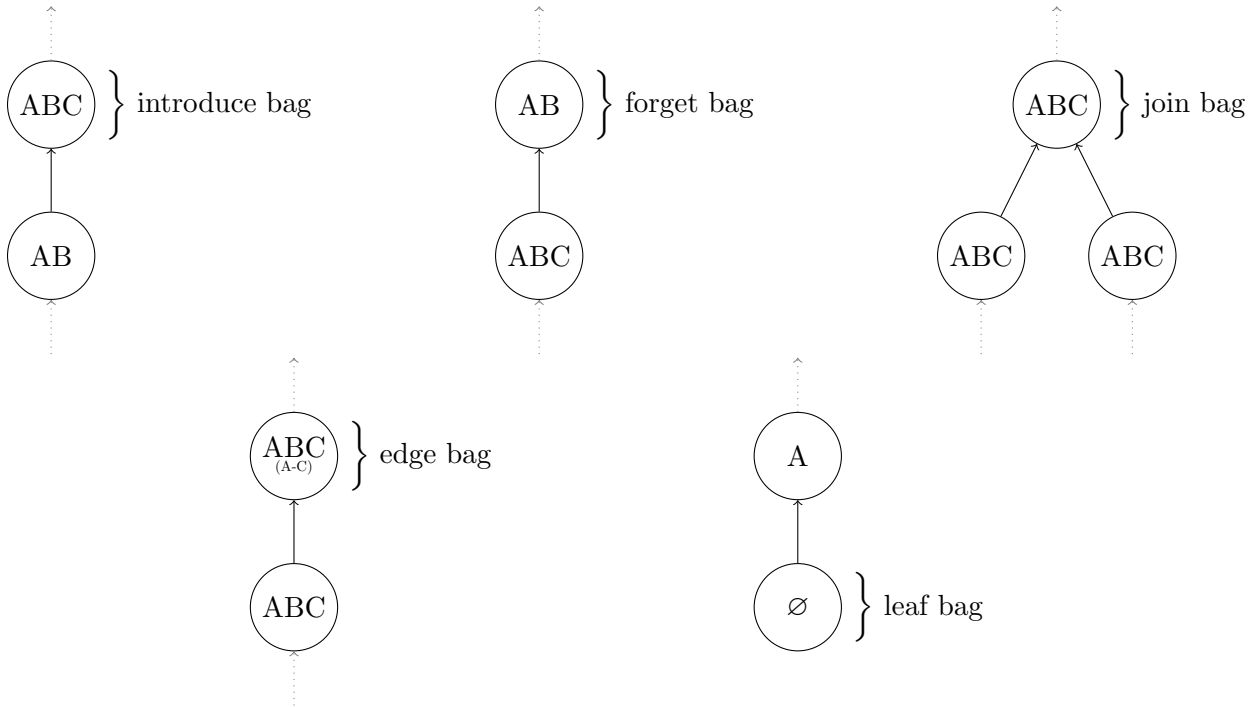 ABC introduce bag
AB
AB forget bag
ABC
ABC join bag
ABC ABC
ABC edge bag
(A-C)
ABC
A
∅ leaf bag